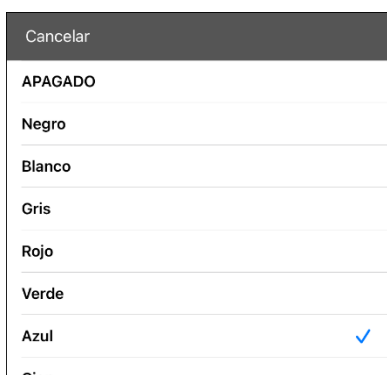 Cancelar
APAGADO
Negro
Blanco
Gris
Rojo
Verde
Azul